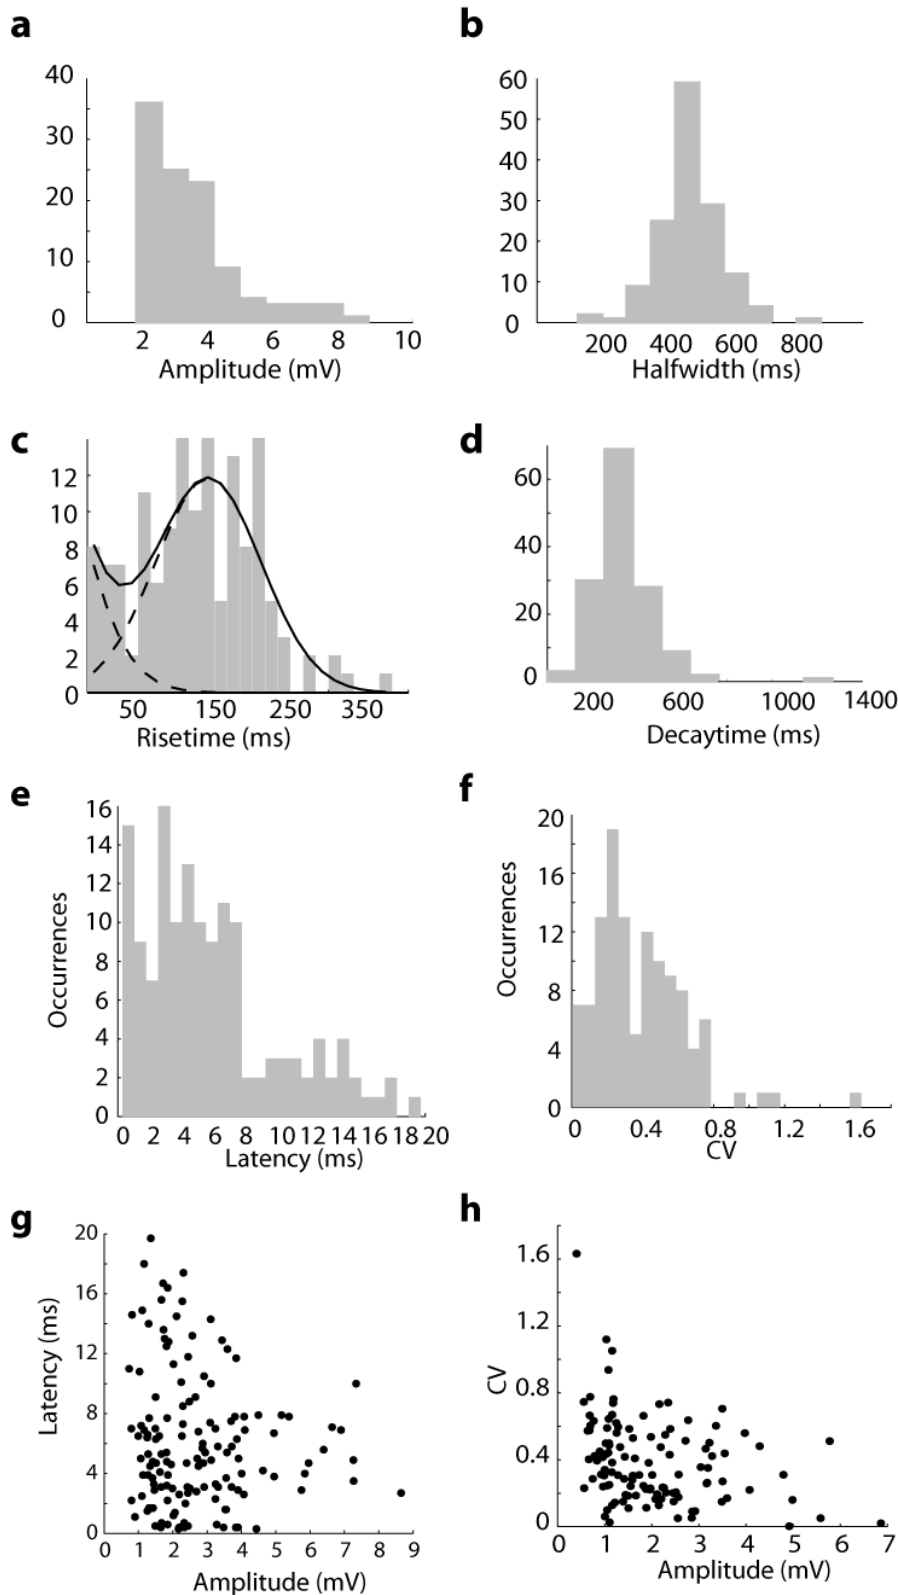 a
40
30
20
10
0
2 4 6 8 10
Amplitude (mV)
b
60
50
40
30
20
10
0
200 400 600 800
Halfwidth (ms)
c
12
10
8
6
4
2
0
50 150 250 350
Risetime (ms)
d
60
40
20
0
200 600 1000 1400
Decaytime (ms)
e
Occurrences
16
14
12
10
8
6
4
2
0
0 2 4 6 8 10 12 14 16 18 20
Latency (ms)
f
Occurrences
20
16
12
8
4
0
0 0.4 0.8 1.2 1.6
CV
g
Latency (ms)
20
16
12
8
4
0
0 1 2 3 4 5 6 7 8 9
Amplitude (mV)
h
CV
1.6
1.2
0.8
0.4
0
0 1 2 3 4 5 6 7
Amplitude (mV)